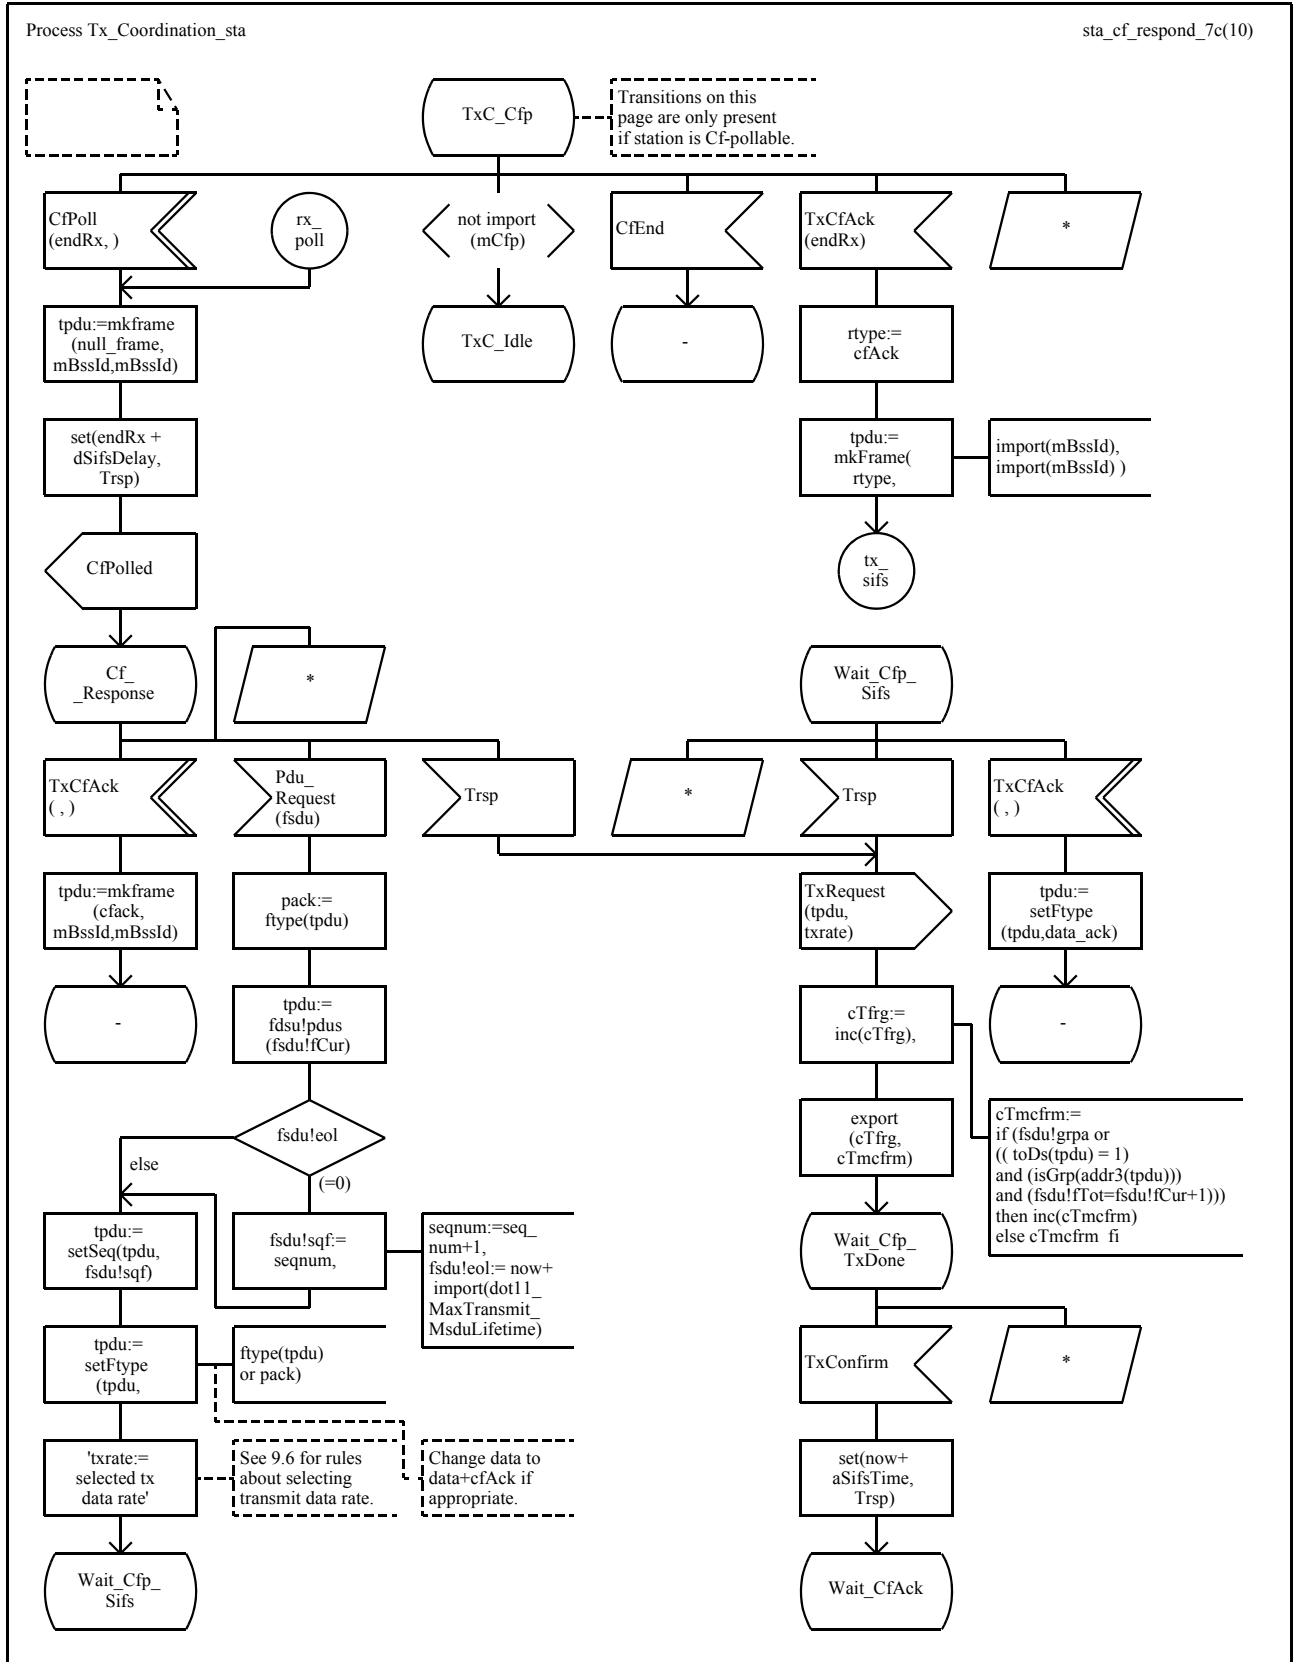 Process Tx_Coordination_sta
sta_cf_respond_7c(10)
TxC_Cfp
Transitions on this
page are only present
if station is Cf-pollable.
CfPoll
(endRx, )
rx_
poll
not import
(mCfp)
CfEnd
TxCfAck
(endRx)
*
tpdu:=mkframe
(null_frame,
mBssId,mBssId)
TxC_Idle
-
rtype:=
cfAck
set(endRx +
dSifsDelay,
Trsp)
tpdu:=
mkFrame(
rtype,
import(mBssId),
import(mBssId) )
CfPolled
tx_
sifs
Cf_
_Response
*
Wait_Cfp_
Sifs
TxCfAck
( , )
Pdu_
Request
(fsdu)
Trsp
*
Trsp
TxCfAck
( , )
tpdu:=mkframe
(cfack,
mBssId,mBssId)
pack:=
ftype(tpdu)
TxRequest
(tpdu,
txrate)
tpdu:=
setFtype
(tpdu,data_ack)
-
tpdu:=
fdsu!pdus
(fsdu!fCur)
cTfrg:=
inc(cTfrg),
-
fsdu!eol
else
(=0)
export
(cTfrg,
cTmcfrm)
cTmcfrm:=
if (fsdu!grpa or
(( toDs(tpdu) = 1)
and (isGrp(addr3(tpdu)))
and (fsdu!fTot=fsdu!fCur+1)))
then inc(cTmcfrm)
else cTmcfrm  fi
tpdu:=
setSeq(tpdu,
fsdu!sqf)
fsdu!sqf:=
seqnum,
seqnum:=seq_
num+1,
fsdu!eol:= now+
import(dot11_
MaxTransmit_
MsduLifetime)
Wait_Cfp_
TxDone
tpdu:=
setFtype
(tpdu,
ftype(tpdu)
or pack)
TxConfirm
*
'txrate:=
selected tx
data rate'
See 9.6 for rules
about selecting
transmit data rate.
Change data to
data+cfAck if
appropriate.
set(now+
aSifsTime,
Trsp)
Wait_Cfp_
Sifs
Wait_CfAck